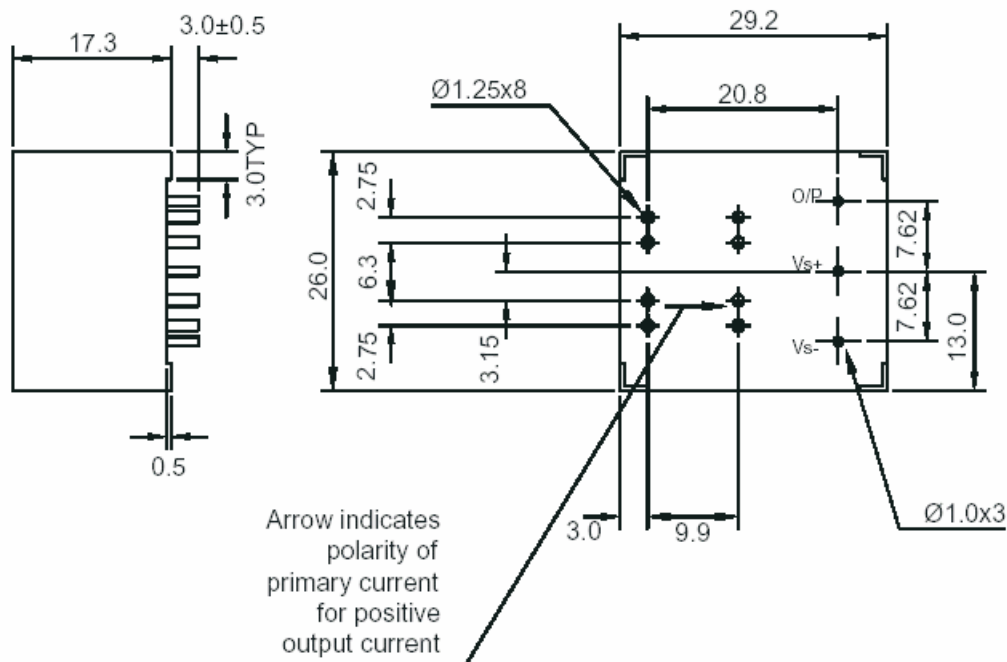 17.3
3.0±0.5
29.2
20.8
Ø1.25x8
3.0TYP
2.75
6.3
2.75
26.0
3.15
O/P
Vs+
Vs-
7.62
7.62
13.0
0.5
3.0
9.9
Ø1.0x3
Arrow indicates
polarity of
primary current
for positive
output current